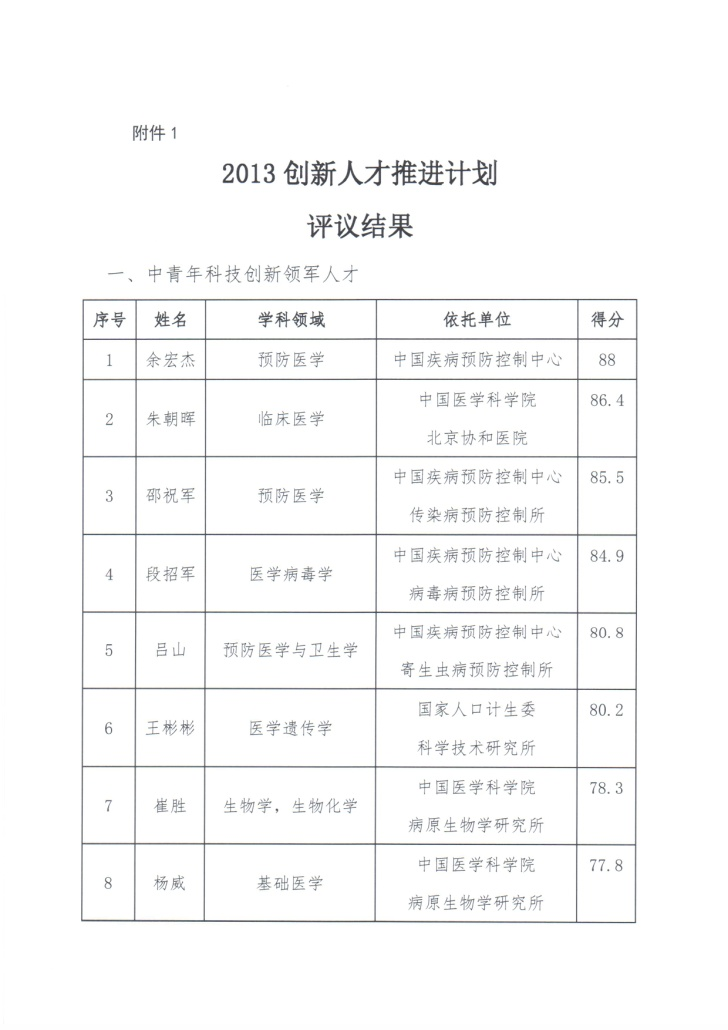 附件 1
2013 创新人才推进计划
评议结果
一、中青年科技创新领军人才
序号 姓名 学科领域 依托单位 得分
1 余宏杰 预防医学 中国疾病预防控制中心 88
2 朱朝晖 临床医学 中国医学科学院 86.4
北京协和医院
3 邵祝军 预防医学 中国疾病预防控制中心 85.5
传染病预防控制所
4 段招军 医学病毒学 中国疾病预防控制中心 84.9
病毒病预防控制所
5 吕山 预防医学与卫生学 中国疾病预防控制中心 80.8
寄生虫病预防控制所
6 王彬彬 医学遗传学 国家人口计生委 80.2
科学技术研究所
7 崔胜 生物学，生物化学 中国医学科学院 78.3
病原生物学研究所
8 杨威 基础医学 中国医学科学院 77.8
病原生物学研究所